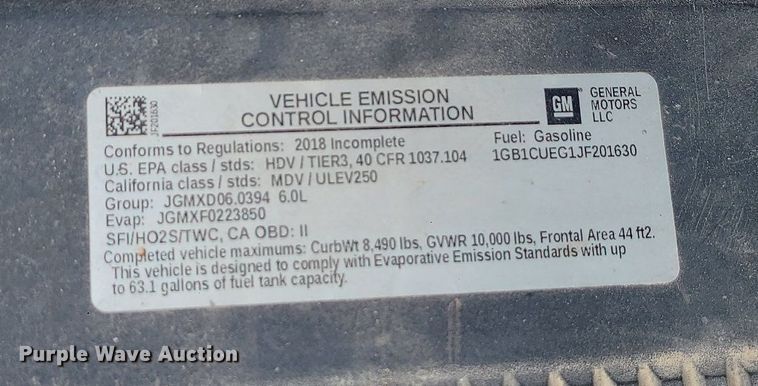 VEHICLE EMISSION
CONTROL INFORMATION
GM
GENERAL
MOTORS
LLC
JF201630
Conforms to Regulations: 2018 Incomplete
Fuel: Gasoline
U.S. EPA class / stds: HDV / TIER3, 40 CFR 1037.104
1GB1CUEG1JF201630
California class / stds: MDV / ULEV250
Group: JGMXD06.0394 6.0L
Evap: JGMXF0223850
SFI/HO2S/TWC, CA OBD: II
Completed vehicle maximums: CurbWt 8,490 lbs, GVWR 10,000 lbs, Frontal Area 44 ft2.
This vehicle is designed to comply with Evaporative Emission Standards with up
to 63.1 gallons of fuel tank capacity.
Purple Wave Auction